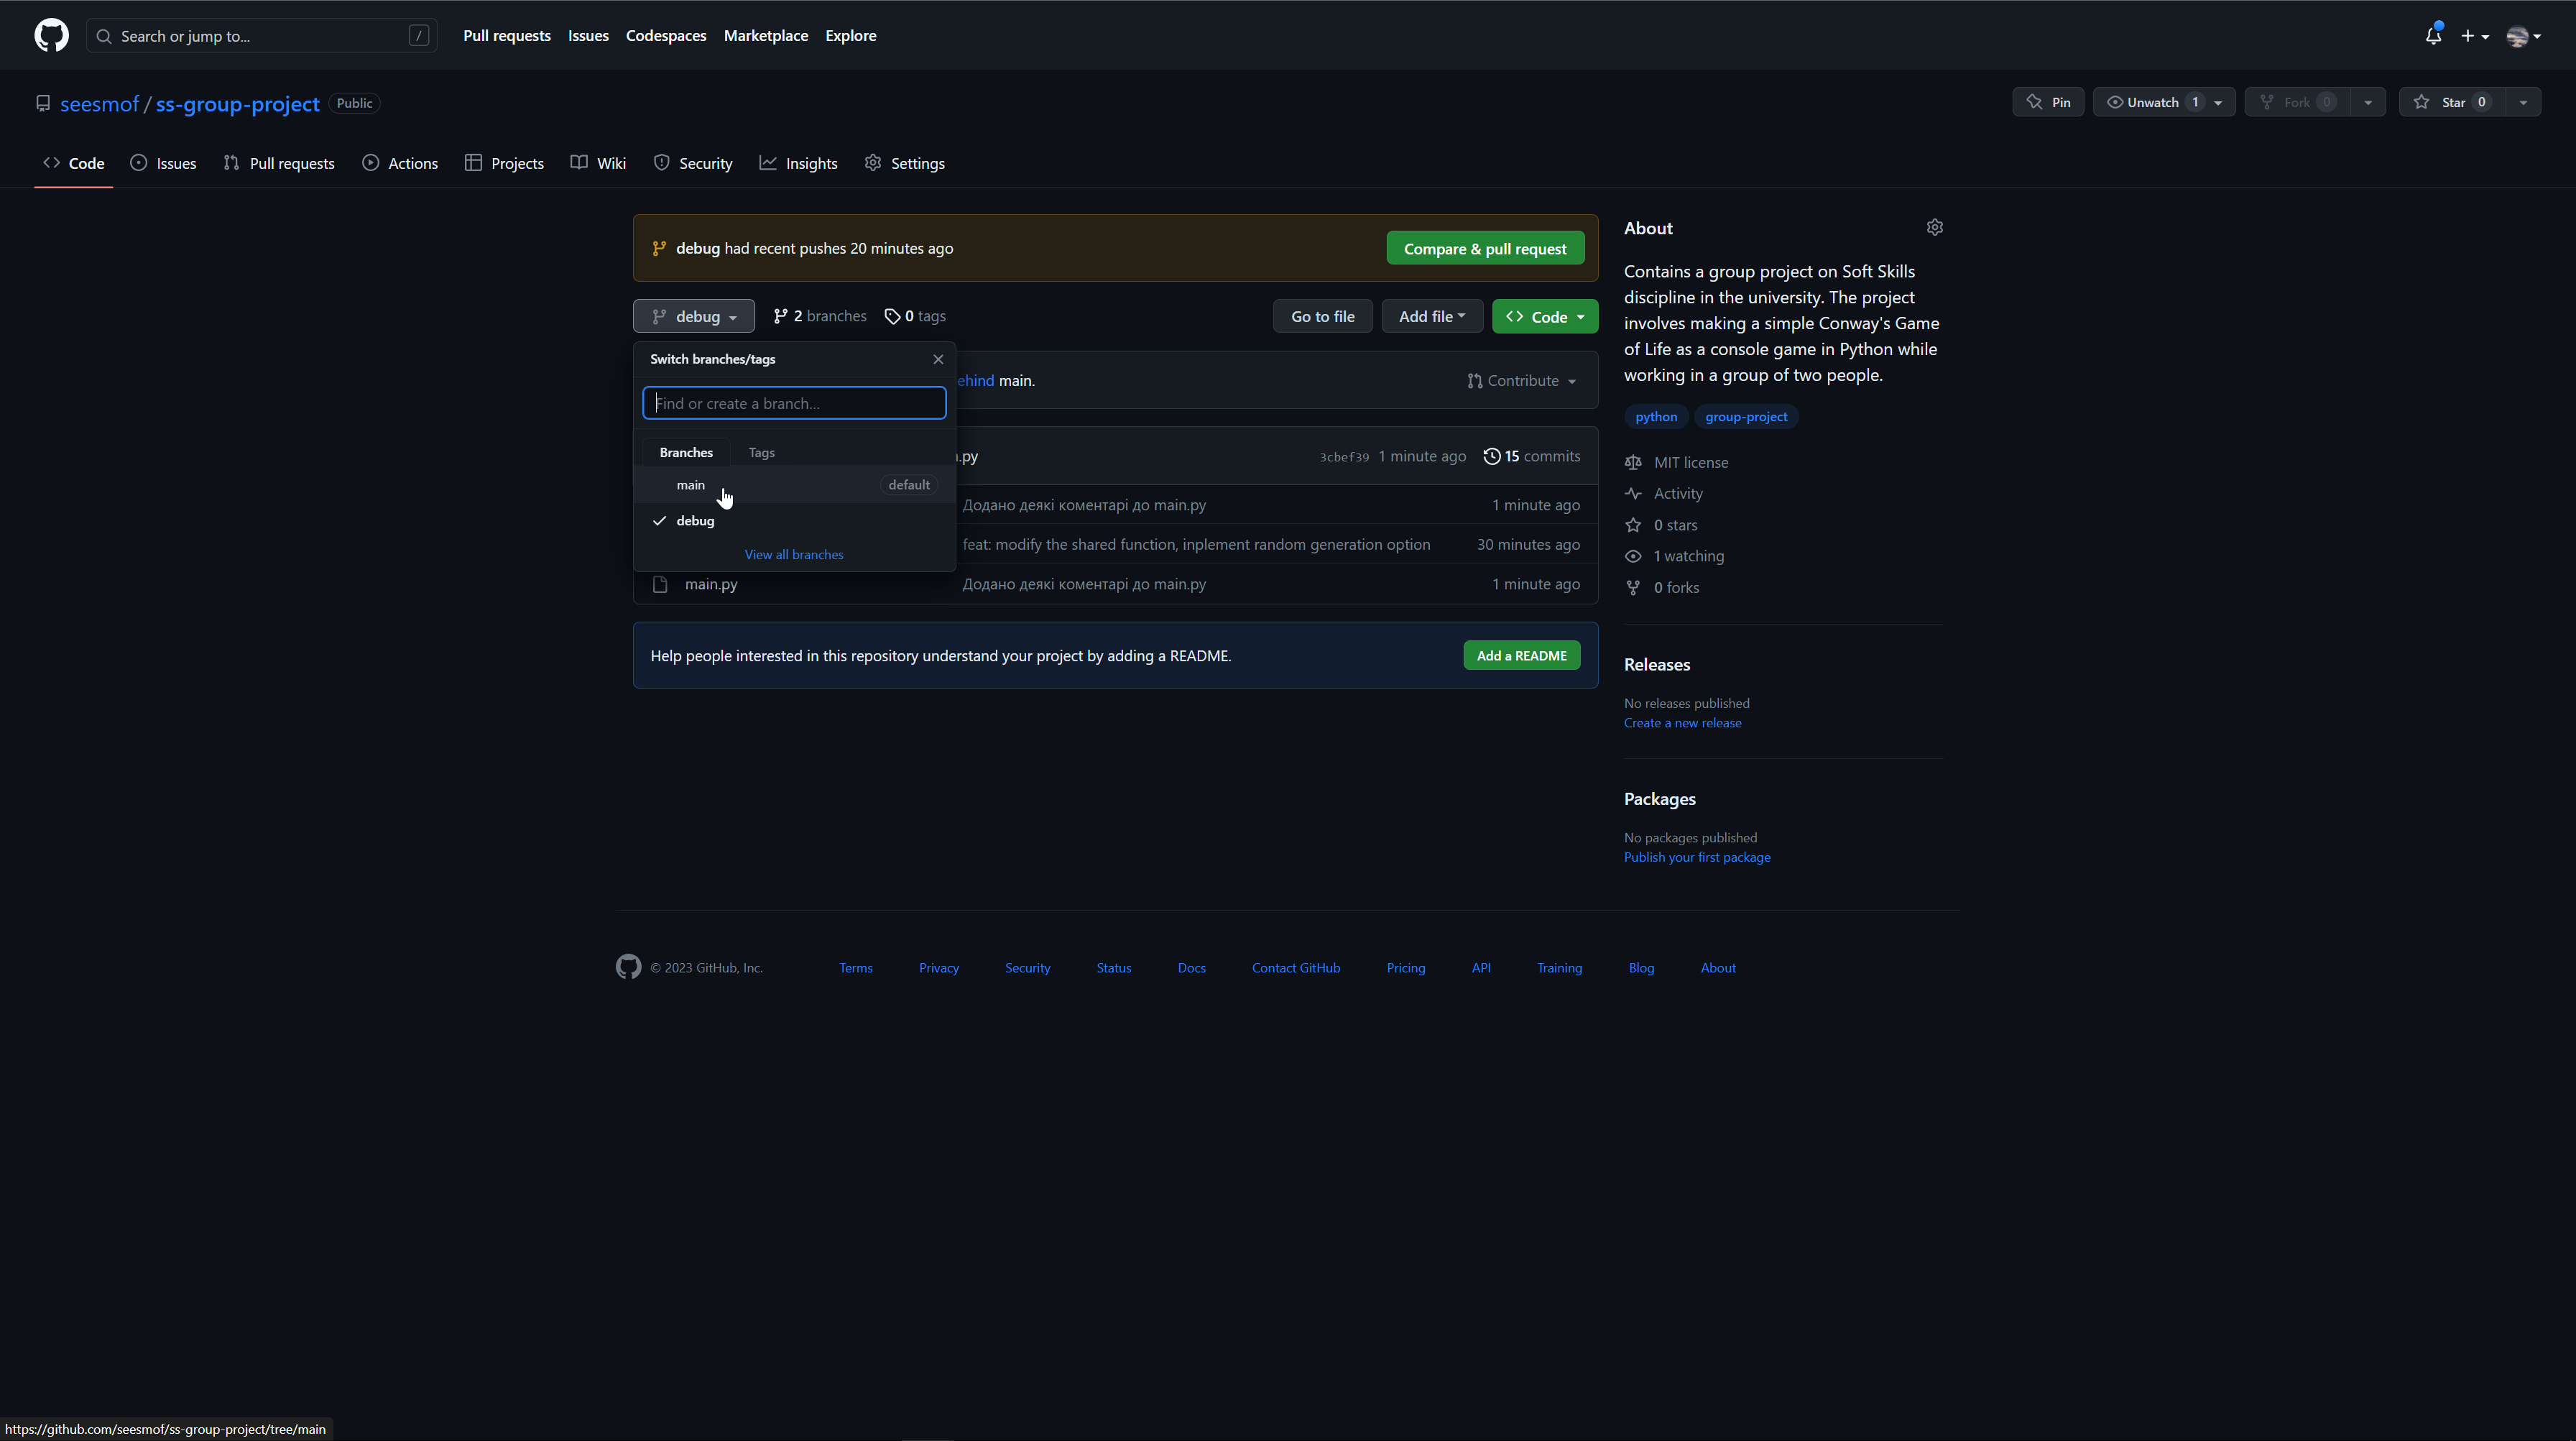 Search or jump to... /
Pull requests Issues Codespaces Marketplace Explore
seesmof / ss-group-project Public
Pin Unwatch 1 Fork 0 Star 0
Code Issues Pull requests Actions Projects Wiki Security Insights Settings
debug had recent pushes 20 minutes ago Compare & pull request
debug 2 branches 0 tags Go to file Add file Code
Switch branches/tags
Find or create a branch...
Branches Tags
main default
debug
View all branches
ehind main. Contribute
.py 3cbef39 1 minute ago 15 commits
Додано деякі коментарі до main.py 1 minute ago
feat: modify the shared function, inplement random generation option 30 minutes ago
main.py Додано деякі коментарі до main.py 1 minute ago
Help people interested in this repository understand your project by adding a README. Add a README
About
Contains a group project on Soft Skills
discipline in the university. The project
involves making a simple Conway's Game
of Life as a console game in Python while
working in a group of two people.
python group-project
MIT license
Activity
0 stars
1 watching
0 forks
Releases
No releases published
Create a new release
Packages
No packages published
Publish your first package
© 2023 GitHub, Inc. Terms Privacy Security Status Docs Contact GitHub Pricing API Training Blog About
https://github.com/seesmof/ss-group-project/tree/main